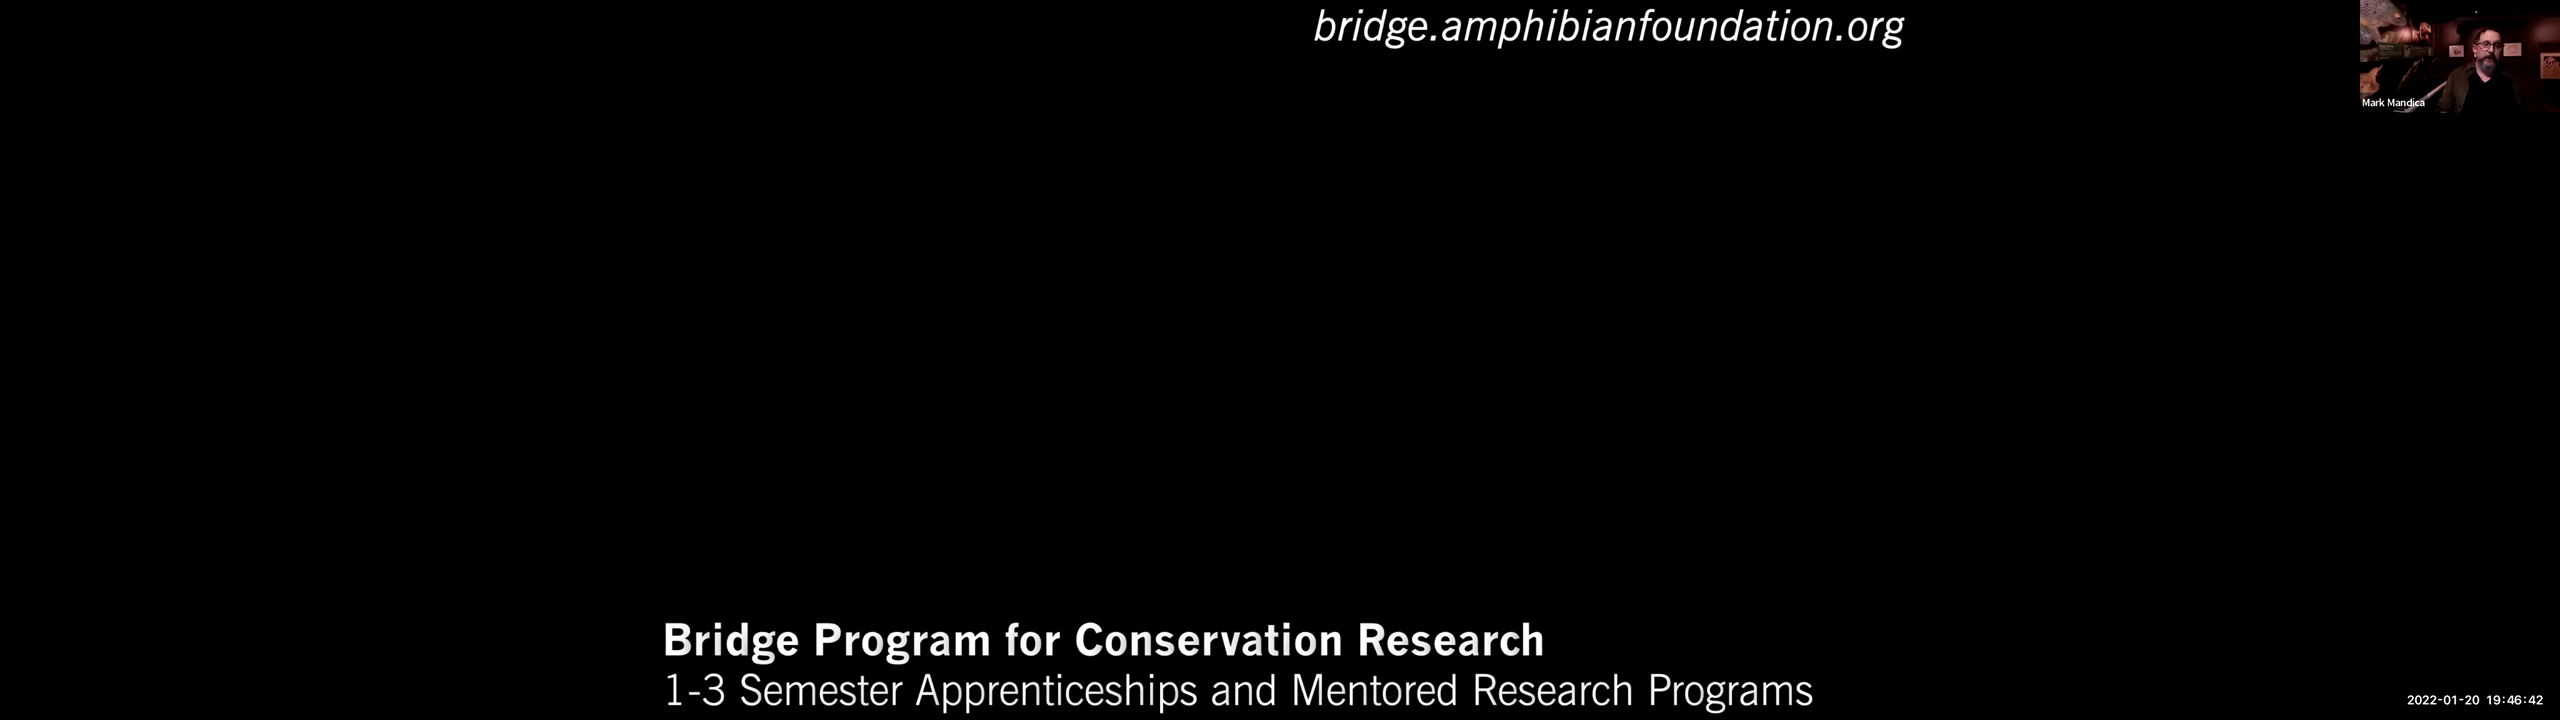 bridge.amphibianfoundation.org
Mark Mandica
Bridge Program for Conservation Research
1-3 Semester Apprenticeships and Mentored Research Programs
2022-01-20 19:46:42